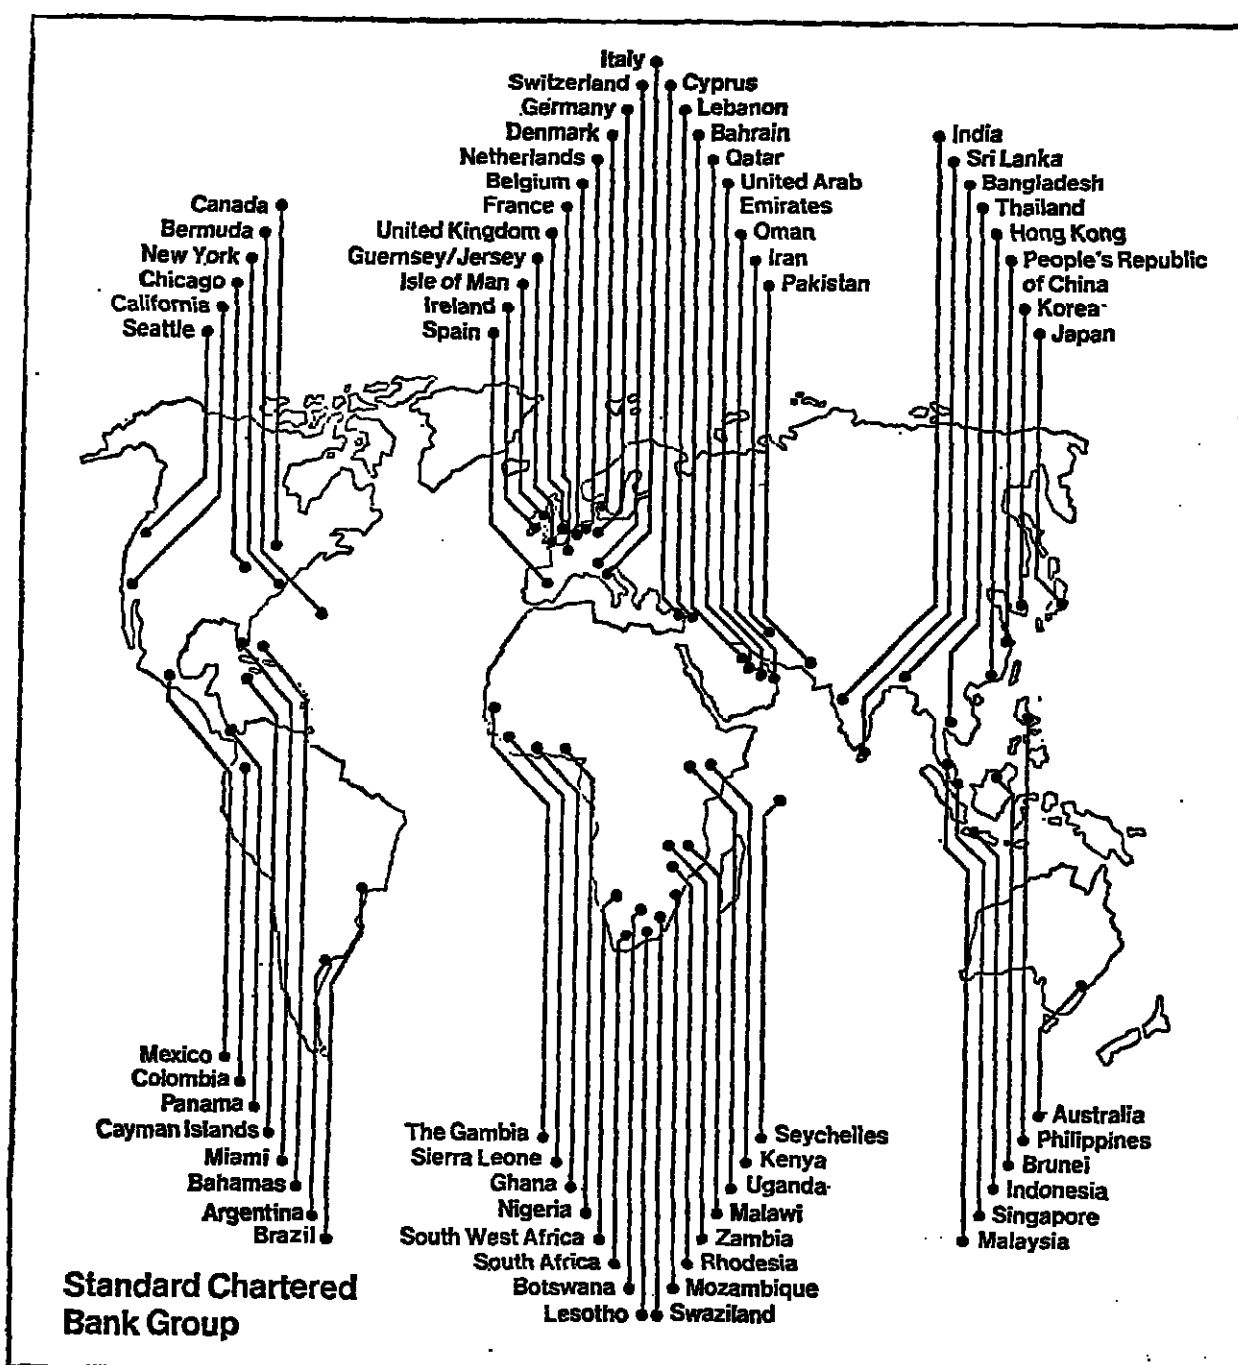 Italy
Switzerland
Cyprus
Germany
Lebanon
Denmark
Bahrain
Netherlands
Qatar
Belgium
United Arab
Emirates
France
United Kingdom
Oman
Guernsey/Jersey
Iran
Isle of Man
Pakistan
Ireland
Spain
Canada
Bermuda
New York
Chicago
California
Seattle
India
Sri Lanka
Bangladesh
Thailand
Hong Kong
People's Republic
of China
Korea
Japan
Mexico
Colombia
Panama
Cayman Islands
Miami
Bahamas
Argentina
Brazil
The Gambia
Sierra Leone
Ghana
Nigeria
South West Africa
South Africa
Botswana
Lesotho
Seychelles
Kenya
Uganda
Malawi
Zambia
Rhodesia
Mozambique
Swaziland
Australia
Philippines
Brunei
Indonesia
Singapore
Malaysia
Standard Chartered
Bank Group